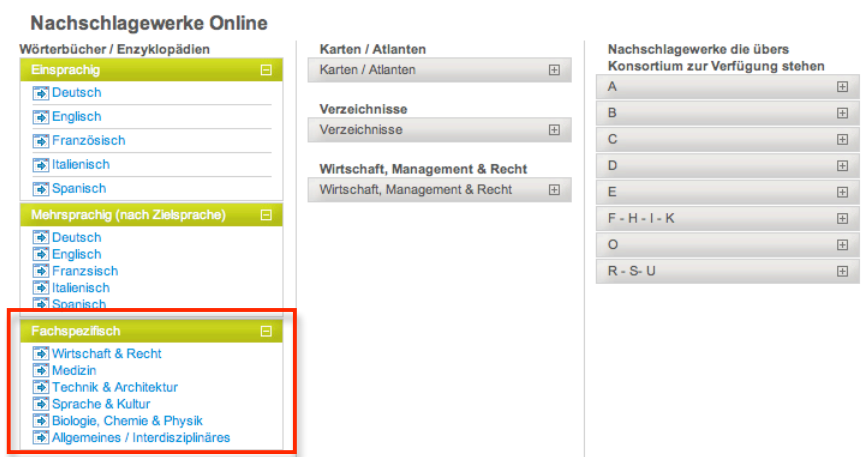 Nachschlagewerke Online
Wörterbücher / Enzyklopädien
Einsprachig
Deutsch
Englisch
Französisch
Italienisch
Spanisch
Mehrsprachig (nach Zielsprache)
Deutsch
Englisch
Franzsisch
Italienisch
Spanisch
Fachspezifisch
Wirtschaft & Recht
Medizin
Technik & Architektur
Sprache & Kultur
Biologie, Chemie & Physik
Allgemeines / Interdisziplinäres
Karten / Atlanten
Karten / Atlanten
Verzeichnisse
Verzeichnisse
Wirtschaft, Management & Recht
Wirtschaft, Management & Recht
Nachschlagewerke die übers
Konsortium zur Verfügung stehen
A
B
C
D
E
F - H - I - K
O
R - S- U